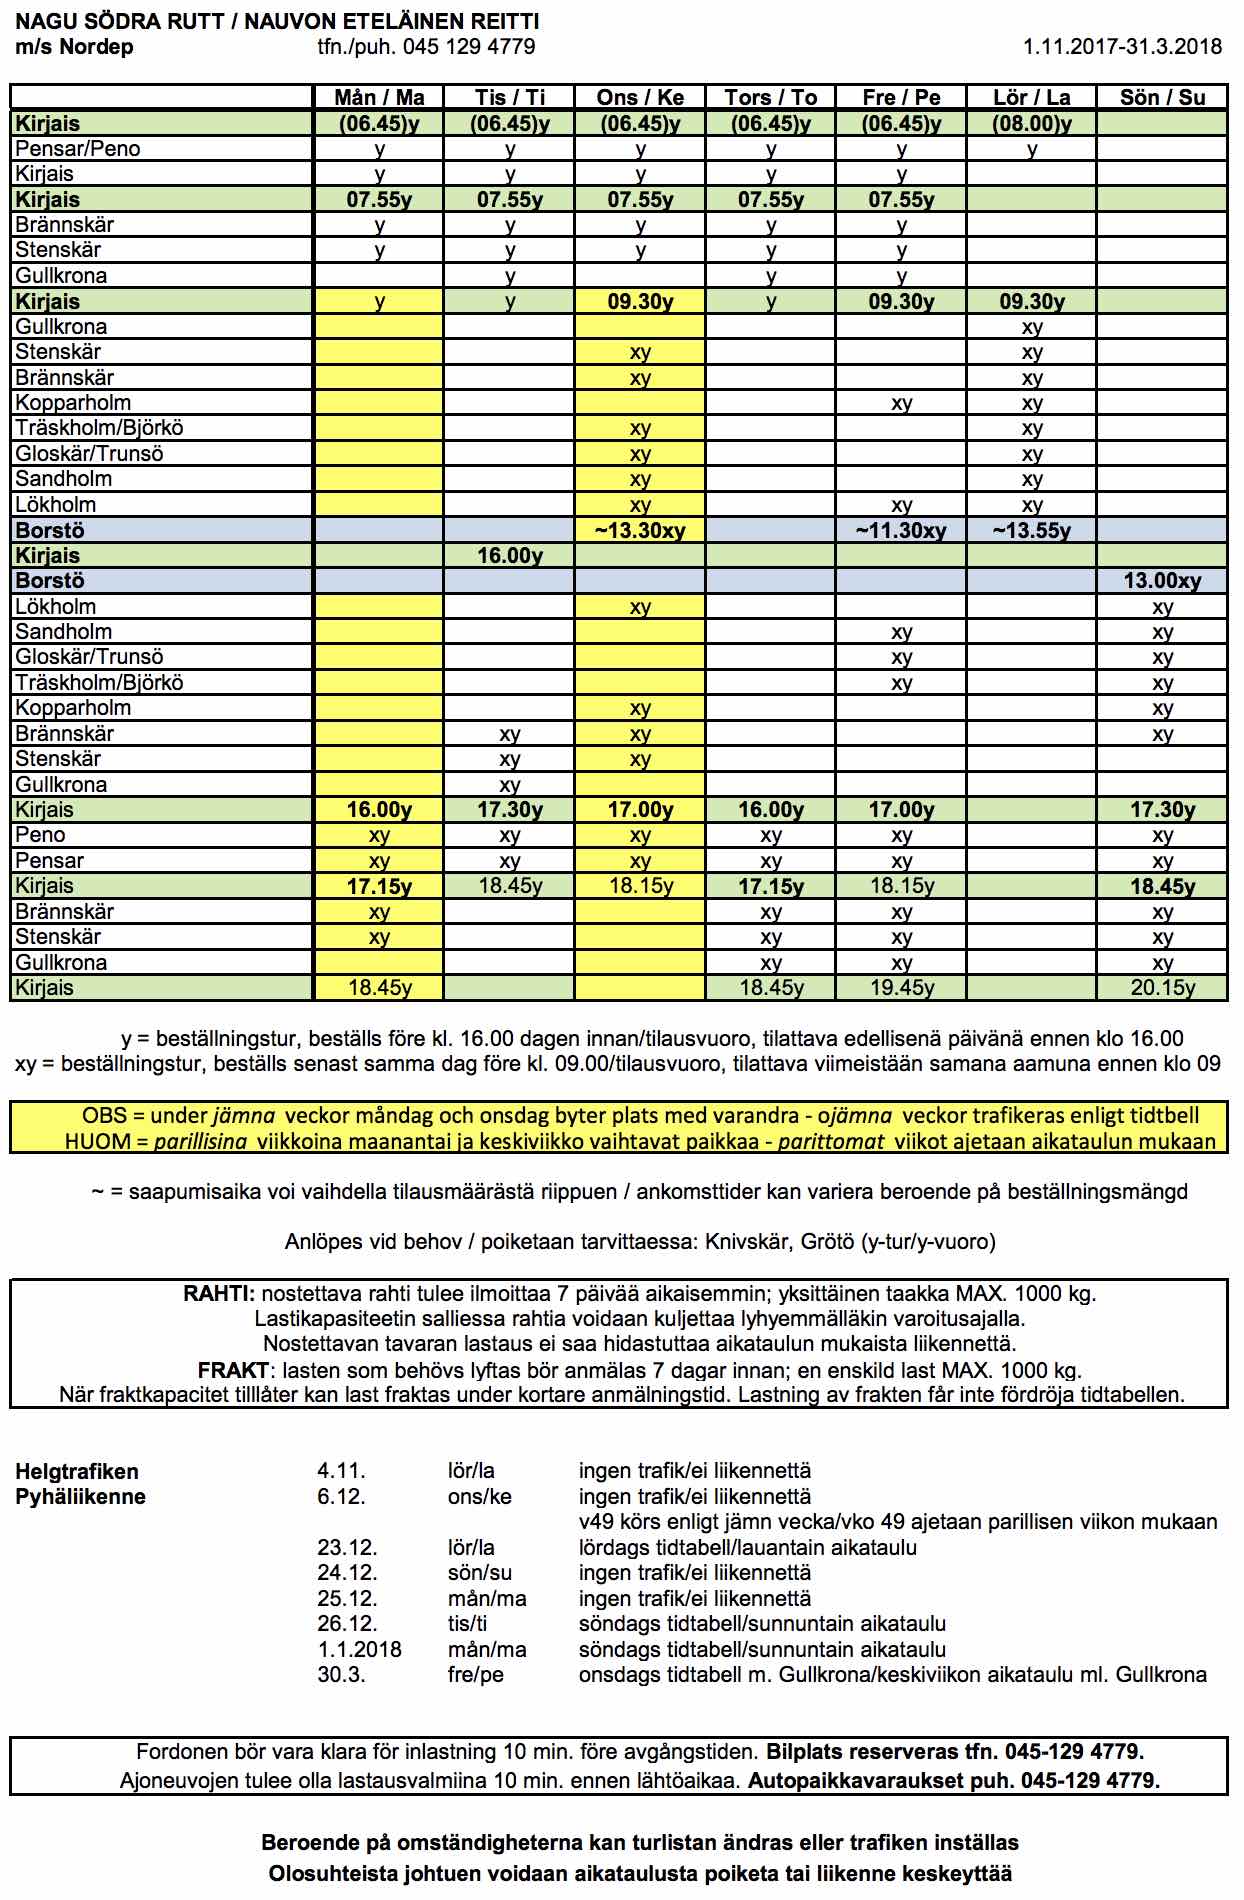 NAGU SÖDRA RUTT / NAUVON ETELÄINEN REITTI
m/s Nordep tfn./puh. 045 129 4779 1.11.2017-31.3.2018
Mån / Ma Tis / Ti Ons / Ke Tors / To Fre / Pe Lör / La Sön / Su
Kirjais (06.45)y (06.45)y (06.45)y (06.45)y (06.45)y (08.00)y
Pensar/Peno y y y y y y
Kirjais y y y y y
Kirjais 07.55y 07.55y 07.55y 07.55y 07.55y
Brännskär y y y y y
Stenskär y y y y y
Gullkrona y y y
Kirjais y y 09.30y y 09.30y 09.30y
Gullkrona xy
Stenskär xy xy
Brännskär xy xy
Kopparholm xy xy
Träskholm/Björkö xy xy
Gloskär/Trunsö xy xy
Sandholm xy xy
Lökholm xy xy xy
Borstö ~13.30xy ~11.30xy ~13.55y
Kirjais 16.00y
Borstö 13.00xy
Lökholm xy xy
Sandholm xy xy
Gloskär/Trunsö xy xy
Träskholm/Björkö xy xy
Kopparholm xy xy
Brännskär xy xy xy
Stenskär xy xy
Gullkrona xy
Kirjais 16.00y 17.30y 17.00y 16.00y 17.00y 17.30y
Peno xy xy xy xy xy xy
Pensar xy xy xy xy xy xy
Kirjais 17.15y 18.45y 18.15y 17.15y 18.15y 18.45y
Brännskär xy xy xy xy
Stenskär xy xy xy xy
Gullkrona xy xy xy
Kirjais 18.45y 18.45y 19.45y 20.15y
y = beställningstur, beställs före kl. 16.00 dagen innan/tilausvuoro, tilattava edellisenä päivänä ennen klo 16.00
xy = beställningstur, beställs senast samma dag före kl. 09.00/tilausvuoro, tilattava viimeistään samana aamuna ennen klo 09
OBS = under jämna veckor måndag och onsdag byter plats med varandra - ojämna veckor trafikeras enligt tidtbell
HUOM = parillisina viikkoina maanantai ja keskiviikko vaihtavat paikkaa - parittomat viikot ajetaan aikataulun mukaan
~ = saapumisaika voi vaihdella tilausmäärästä riippuen / ankomsttider kan variera beroende på beställningsmängd
Anlöpes vid behov / poiketaan tarvittaessa: Knivskär, Grötö (y-tur/y-vuoro)
RAHTI: nostettava rahti tulee ilmoittaa 7 päivää aikaisemmin; yksittäinen taakka MAX. 1000 kg.
Lastikapasiteetin salliessa rahtia voidaan kuljettaa lyhyemmälläkin varoitusajalla.
Nostettavan tavaran lastaus ei saa hidastuttaa aikataulun mukaista liikennettä.
FRAKT: lasten som behövs lyftas bör anmälas 7 dagar innan; en enskild last MAX. 1000 kg.
När fraktkapacitet tilllåter kan last fraktas under kortare anmälningstid. Lastning av frakten får inte fördröja tidtabellen.
Helgtrafiken 4.11. lör/la ingen trafik/ei liikennettä
Pyhäliikenne 6.12. ons/ke ingen trafik/ei liikennettä
v49 körs enligt jämn vecka/vko 49 ajetaan parillisen viikon mukaan
23.12. lör/la lördags tidtabell/lauantain aikataulu
24.12. sön/su ingen trafik/ei liikennettä
25.12. mån/ma ingen trafik/ei liikennettä
26.12. tis/ti söndags tidtabell/sunnuntain aikataulu
1.1.2018 mån/ma söndags tidtabell/sunnuntain aikataulu
30.3. fre/pe onsdags tidtabell m. Gullkrona/keskiviikon aikataulu ml. Gullkrona
Fordonen bör vara klara för inlastning 10 min. före avgångstiden. Bilplats reserveras tfn. 045-129 4779.
Ajoneuvojen tulee olla lastausvalmiina 10 min. ennen lähtöaikaa. Autopaikkavaraukset puh. 045-129 4779.
Beroende på omständigheterna kan turlistan ändras eller trafiken inställas
Olosuhteista johtuen voidaan aikataulusta poiketa tai liikenne keskeyttää